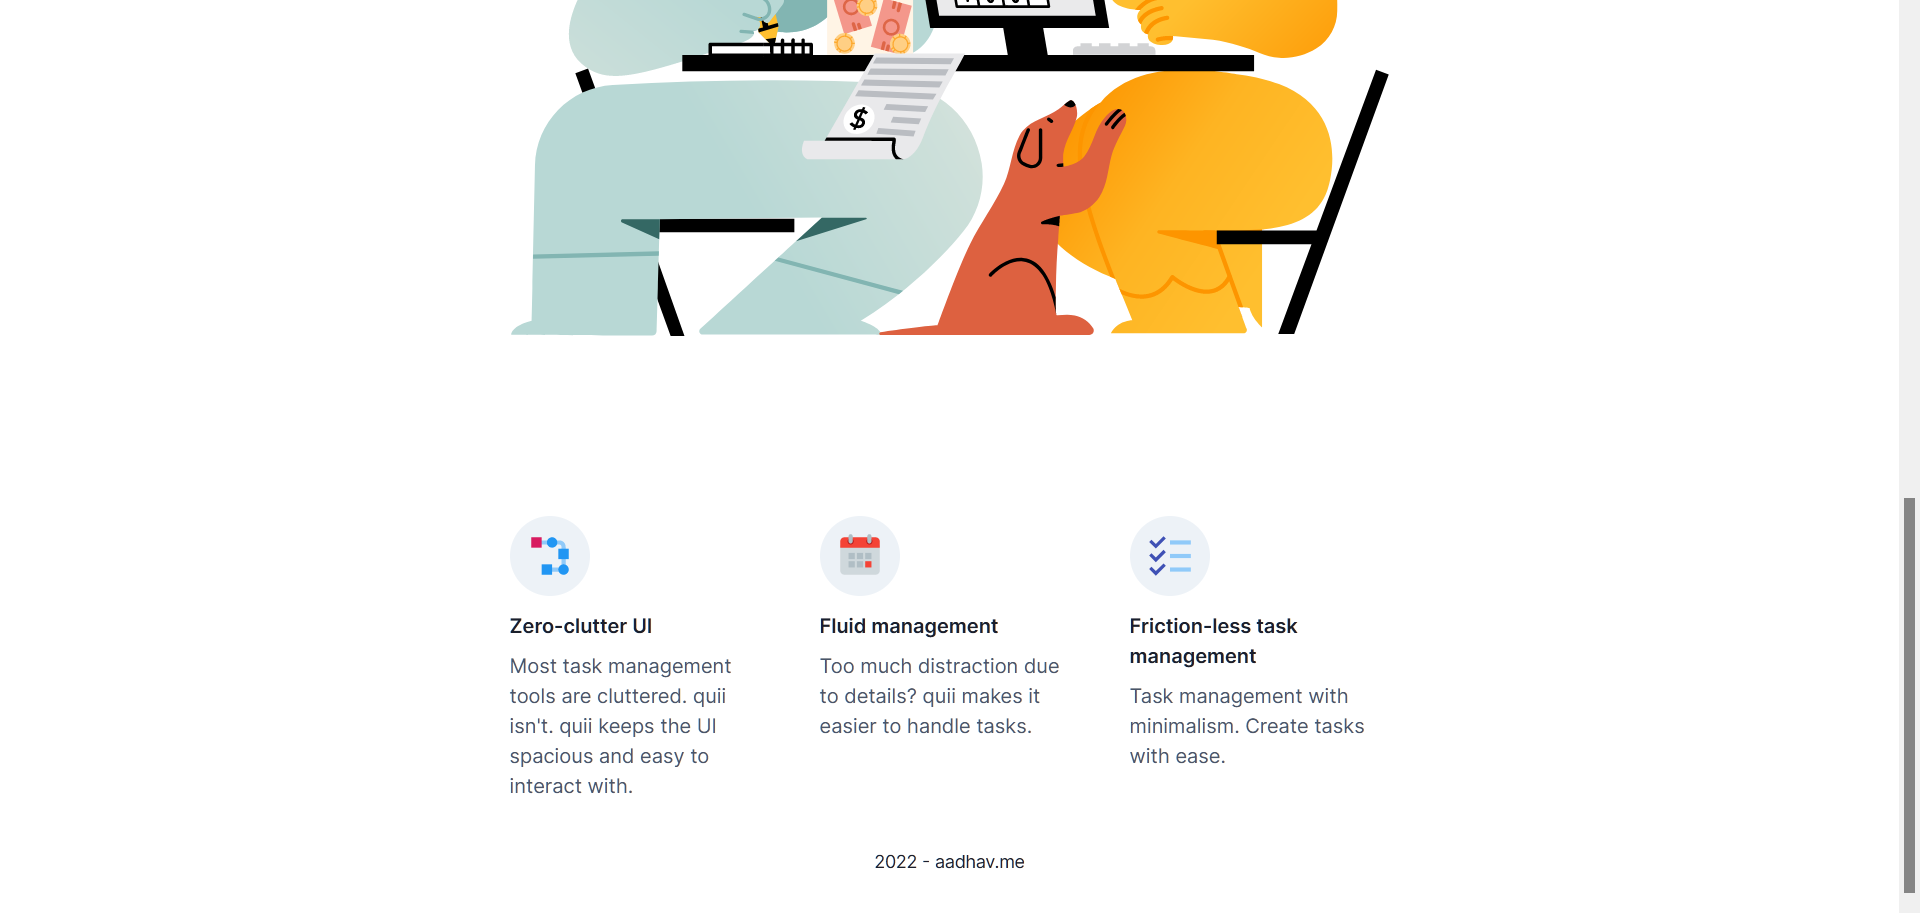 $
Zero-clutter UI
Most task management
tools are cluttered. quii
isn't. quii keeps the UI
spacious and easy to
interact with.
Fluid management
Too much distraction due
to details? quii makes it
easier to handle tasks.
Friction-less task
management
Task management with
minimalism. Create tasks
with ease.
2022 - aadhav.me